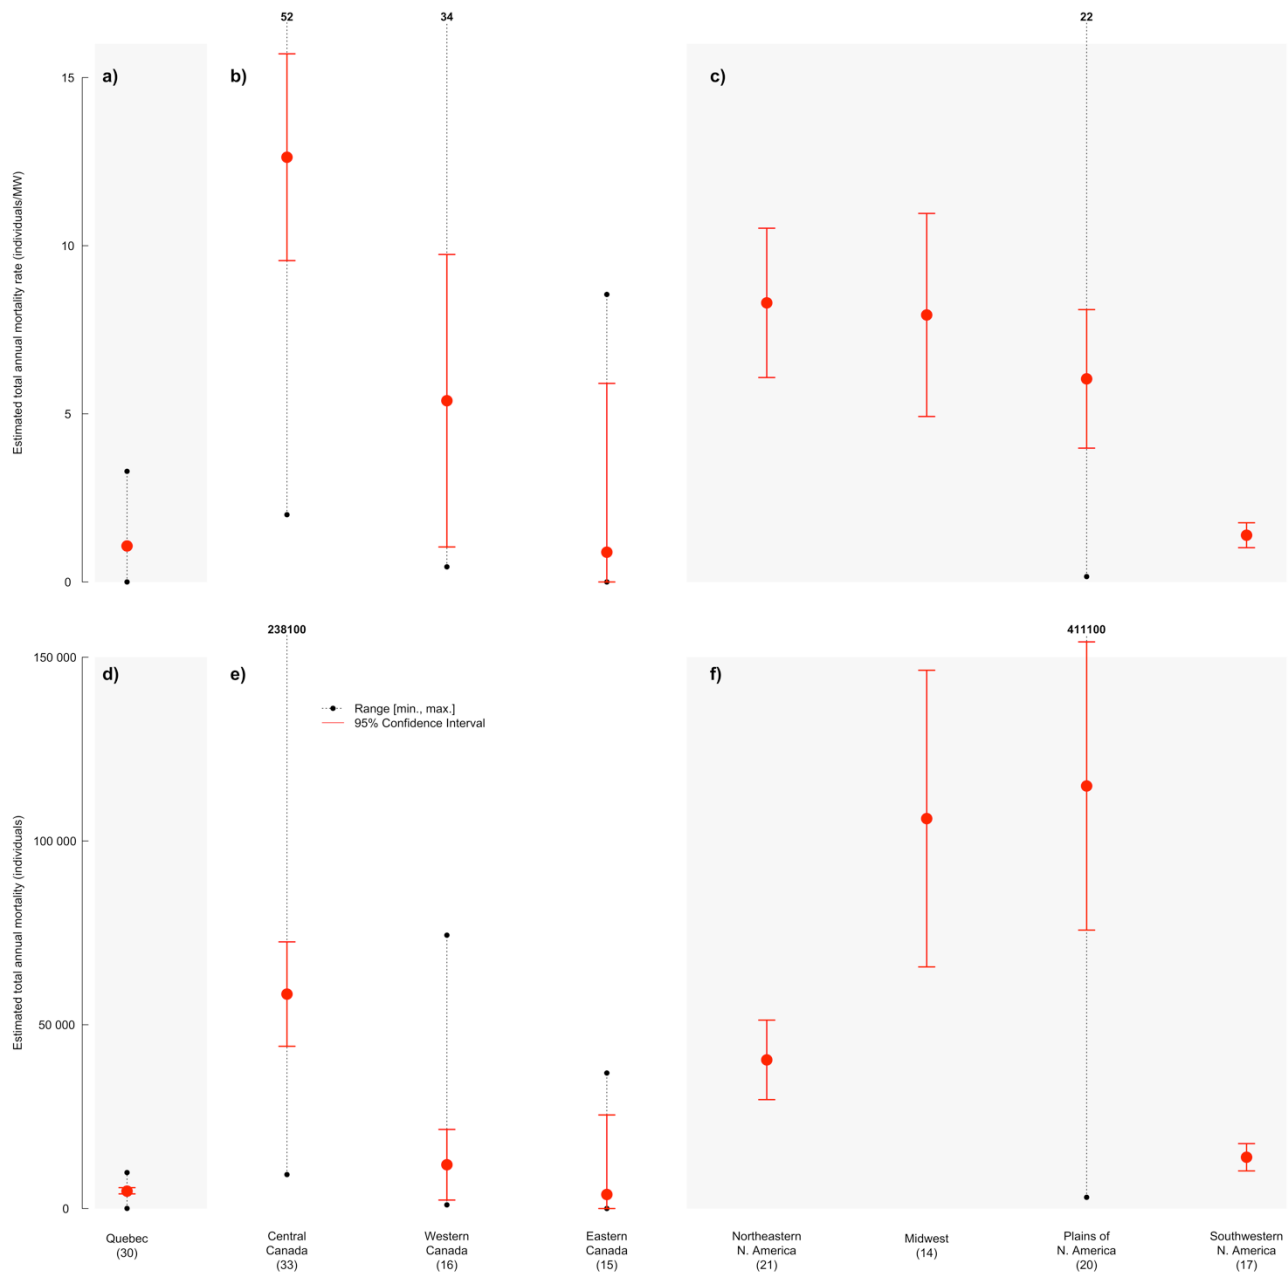 52
34
22
a)
b)
c)
15
10
5
0
Estimated total annual mortality rate (individuals/MW)
238100
411100
150 000
d)
e)
f)
Range [min., max.]
95% Confidence Interval
100 000
50 000
0
Estimated total annual mortality (individuals)
Quebec
(30)
Central
Canada
(33)
Western
Canada
(16)
Eastern
Canada
(15)
Northeastern
N. America
(21)
Midwest
(14)
Plains of
N. America
(20)
Southwestern
N. America
(17)